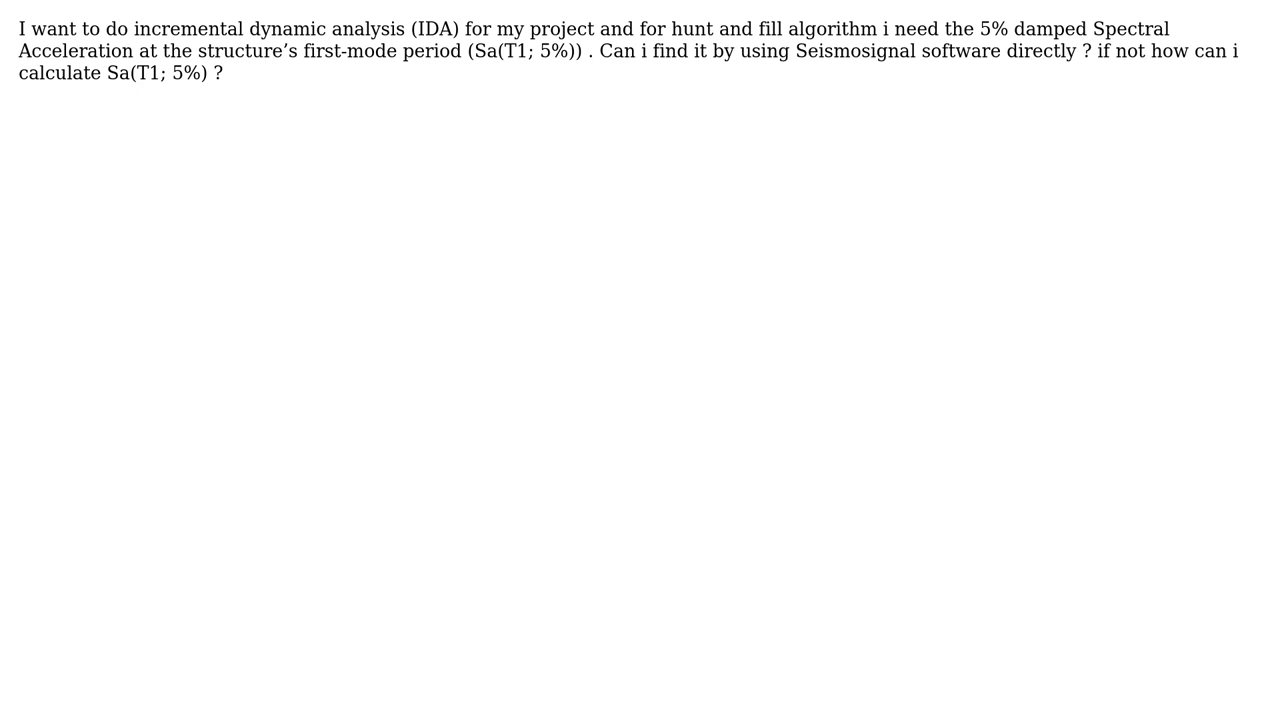 I want to do incremental dynamic analysis (IDA) for my project and for hunt and fill algorithm i need the 5% damped Spectral
Acceleration at the structure’s first-mode period (Sa(T1; 5%)) . Can i find it by using Seismosignal software directly ? if not how can i
calculate Sa(T1; 5%) ?